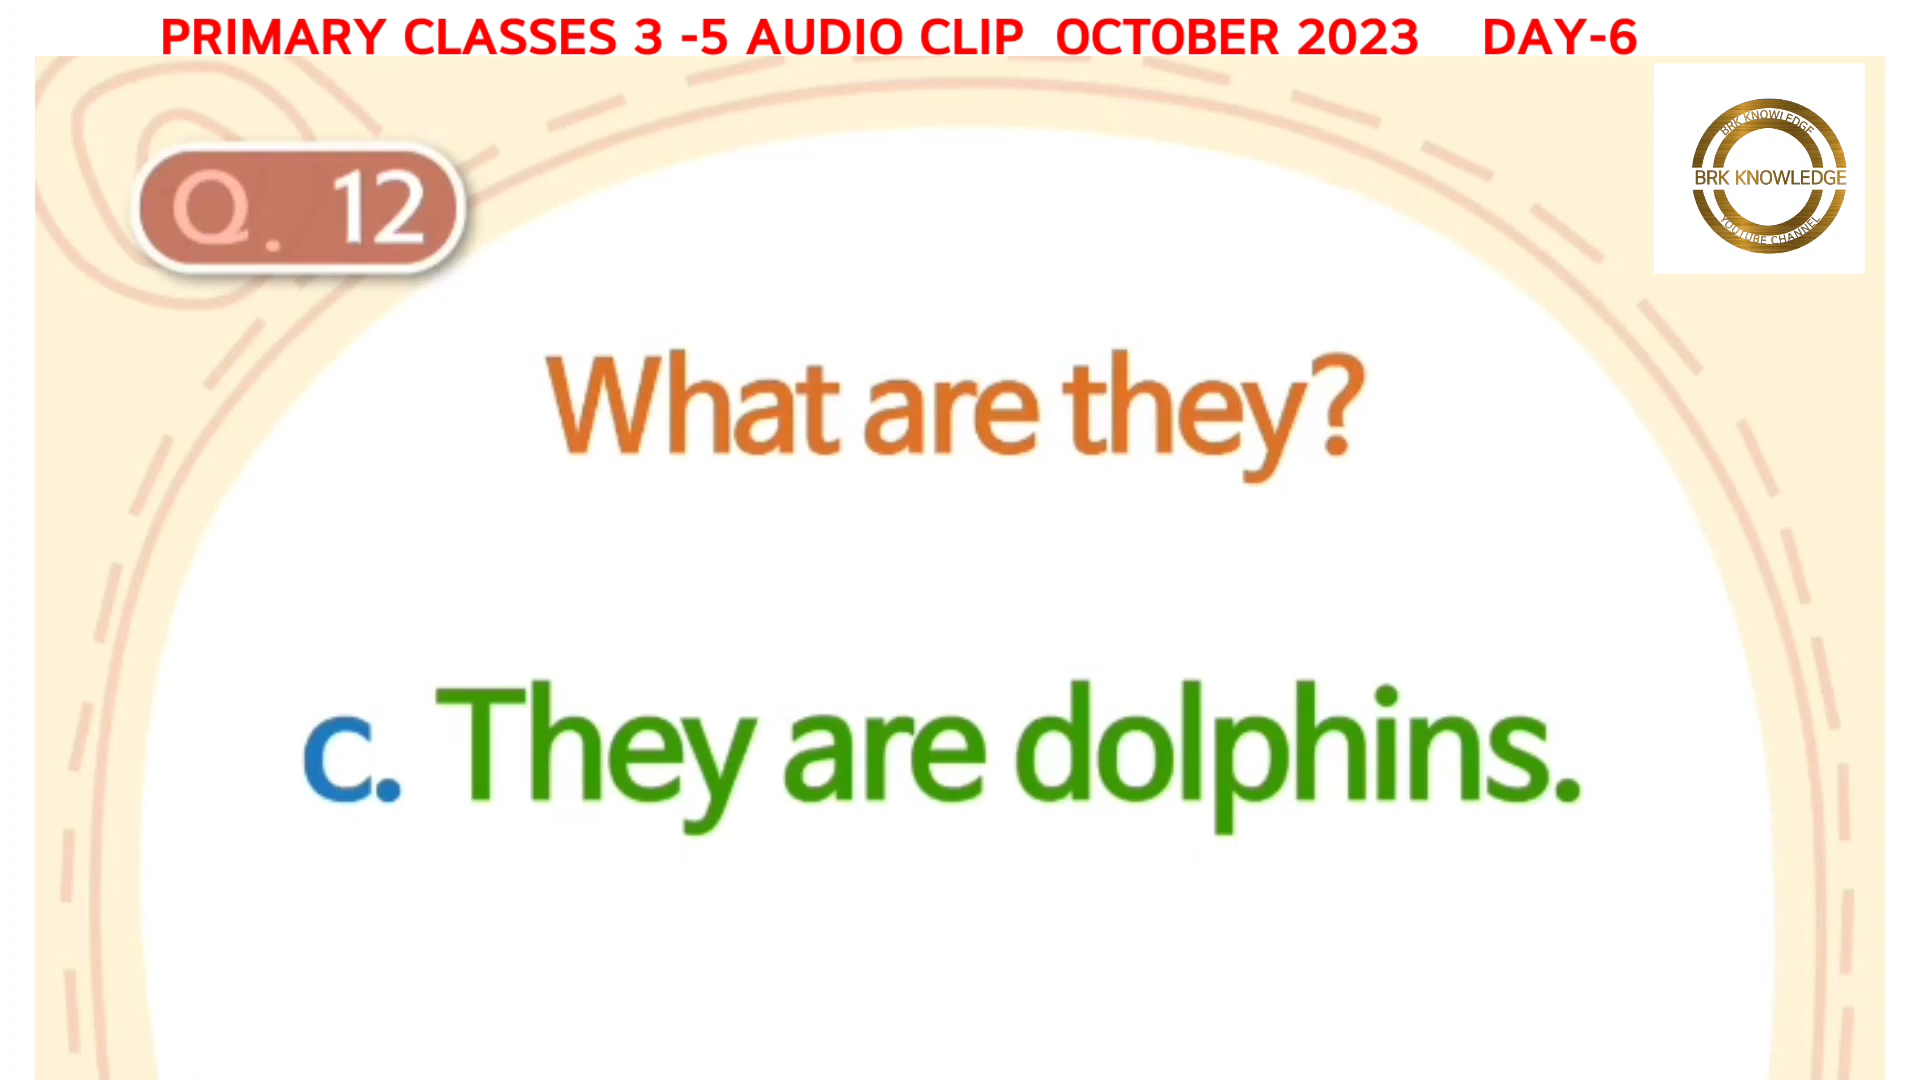 PRIMARY CLASSES 3 -5 AUDIO CLIP OCTOBER 2023 DAY-6
BRK KNOWLEDGE
BRK KNOWLEDGE
YOUTUBE CHANNEL
Q. 12
What are they?
c. They are dolphins.